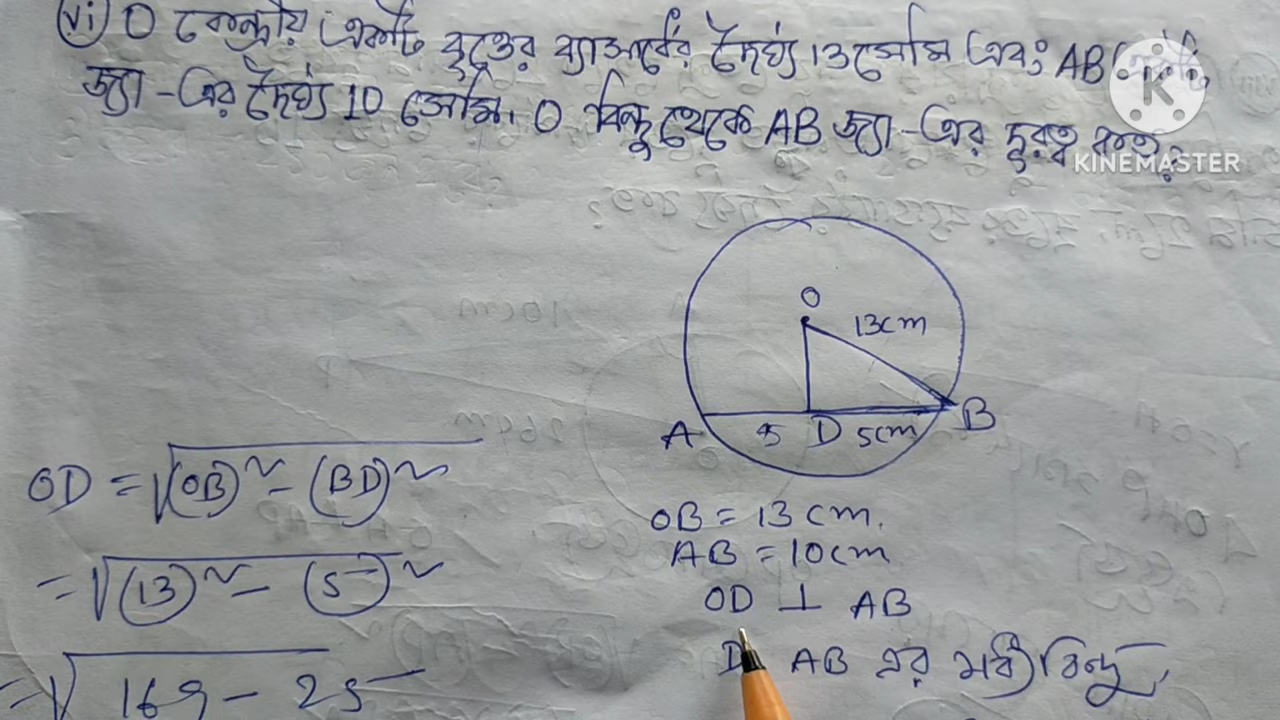 (vi) O কেন্দ্রীয় একটি বৃত্তের ব্যাসার্ধের দৈর্ঘ্য 13 সেমি এবং AB
জ্যা -এর দৈর্ঘ্য 10 সেমি। O বিন্দু থেকে AB জ্যা -এর দূরত্ব কত?
KINEMASTER
O
13cm
A 5 D 5cm B
OD = √(OB)² - (BD)²
= √(13)² - (5)²
= √169 - 25
OB = 13 cm.
AB = 10cm
OD ⊥ AB
D AB এর মধ্যবিন্দু,